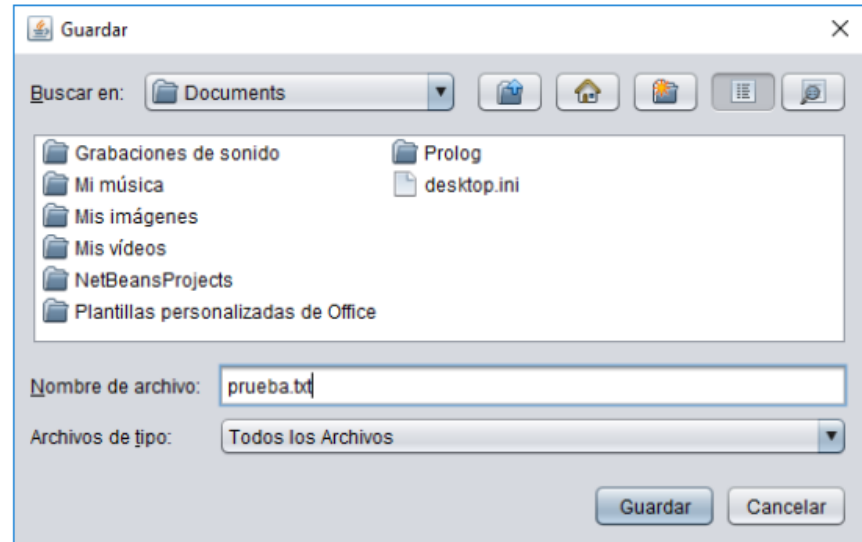 Guardar
Buscar en: Documents
Grabaciones de sonido
Mi música
Mis imágenes
Mis vídeos
NetBeansProjects
Plantillas personalizadas de Office
Prolog
desktop.ini
Nombre de archivo: prueba.txt
Archivos de tipo: Todos los Archivos
Guardar Cancelar